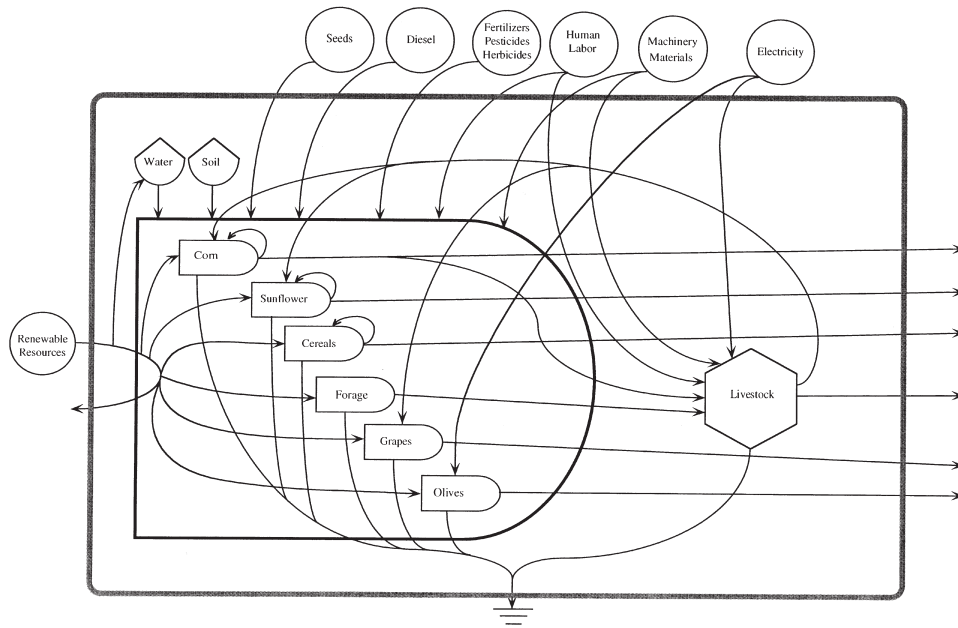 Seeds
Diesel
Fertilizers
Pesticides
Herbicides
Human
Labor
Machinery
Materials
Electricity
Water
Soil
Corn
Sunflower
Cereals
Renewable
Resources
Forage
Livestock
Grapes
Olives